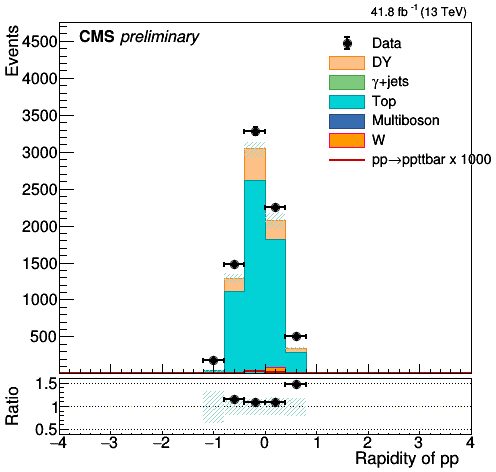 41.8 fb⁻¹ (13 TeV)
CMS preliminary
Events
4500
4000
3500
3000
2500
2000
1500
1000
500
Data
DY
γ+jets
Top
Multiboson
W
pp→ppttbar x 1000
Ratio
1.5
1
0.5
−4 −3 −2 −1 0 1 2 3 4
Rapidity of pp